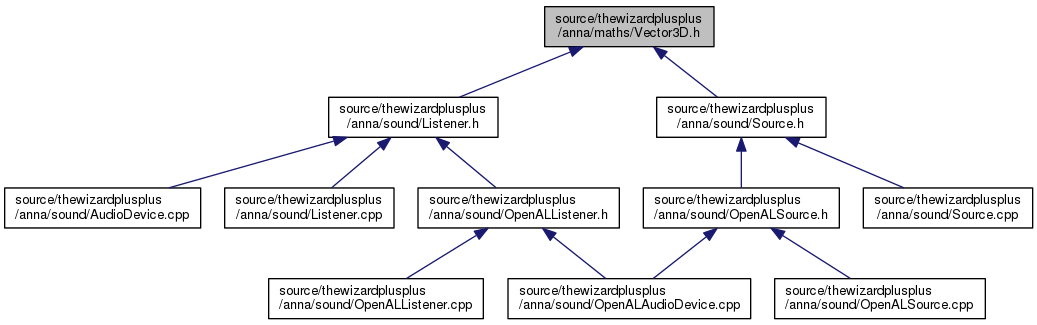 source/thewizardplusplus
/anna/maths/Vector3D.h
source/thewizardplusplus
/anna/sound/Listener.h
source/thewizardplusplus
/anna/sound/Source.h
source/thewizardplusplus
/anna/sound/AudioDevice.cpp
source/thewizardplusplus
/anna/sound/Listener.cpp
source/thewizardplusplus
/anna/sound/OpenALListener.h
source/thewizardplusplus
/anna/sound/OpenALSource.h
source/thewizardplusplus
/anna/sound/Source.cpp
source/thewizardplusplus
/anna/sound/OpenALListener.cpp
source/thewizardplusplus
/anna/sound/OpenALAudioDevice.cpp
source/thewizardplusplus
/anna/sound/OpenALSource.cpp